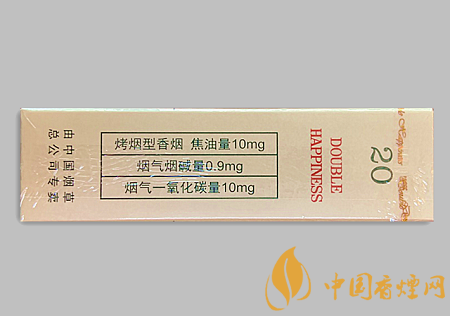 由中国烟草
总公司专卖
烤烟型香烟 焦油量10mg
烟气烟碱量0.9mg
烟气一氧化碳量10mg
DOUBLE
HAPPINESS
20
中国香煙网